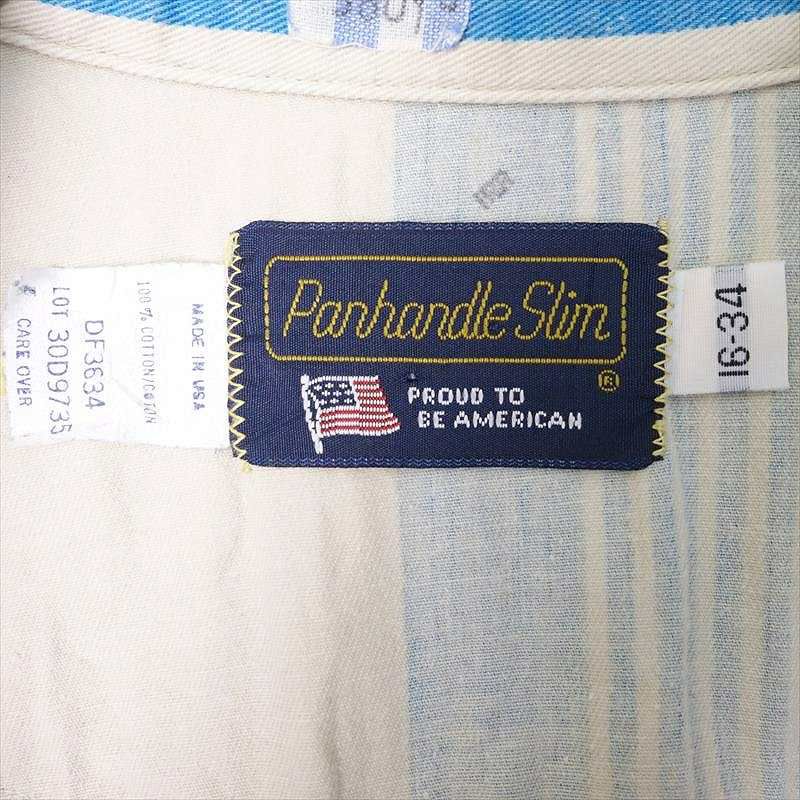 Panhandle Slim
®
PROUD TO
BE AMERICAN
16-34
MADE IN USA
100% COTTON/COTON
DF3634
LOT 30D9735
CARE OVER